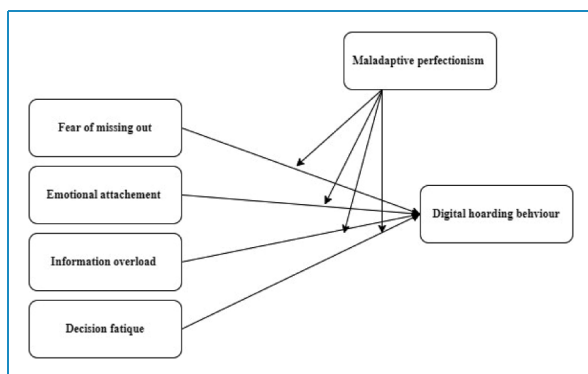 Maladaptive perfectionism
Fear of missing out
Emotional attachement
Digital hoarding behviour
Information overload
Decision fatique